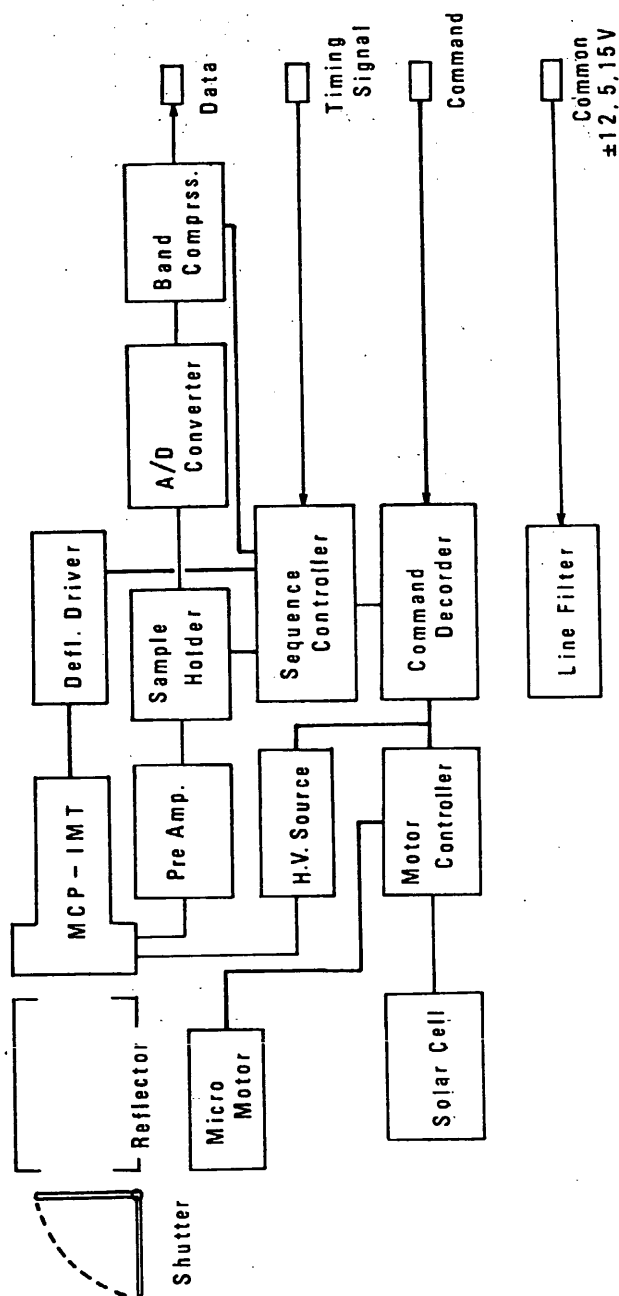 Shutter
Reflector
MCP-IMT
Defl. Driver
Micro
Motor
Pre Amp.
Sample
Holder
A/D
Converter
Band
Comprss.
Data
H.V. Source
Sequence
Controller
Timing
Signal
Solar Cell
Motor
Controller
Command
Decorder
Command
Line Filter
Common
±12, 5, 15V